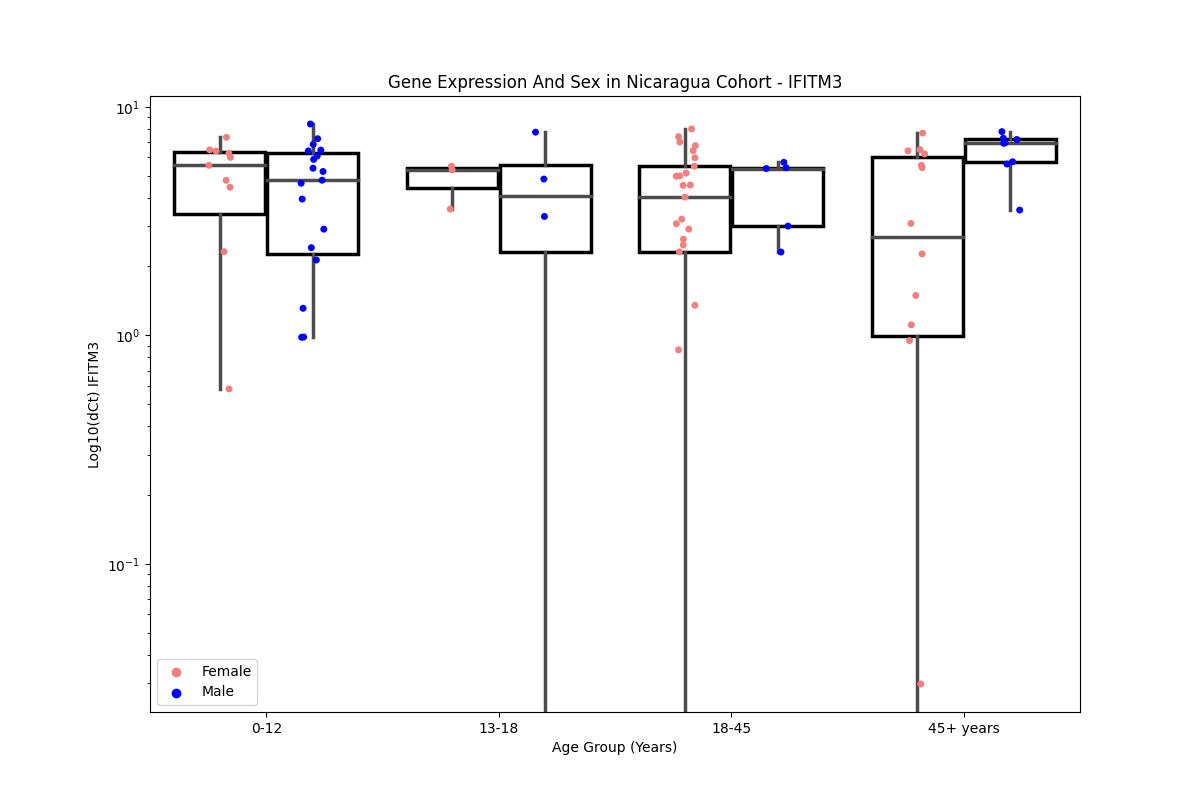 Gene Expression And Sex in Nicaragua Cohort - IFITM3
10¹
10⁰
10⁻¹
Log10(dCt) IFITM3
Female
Male
0-12
13-18
18-45
45+ years
Age Group (Years)